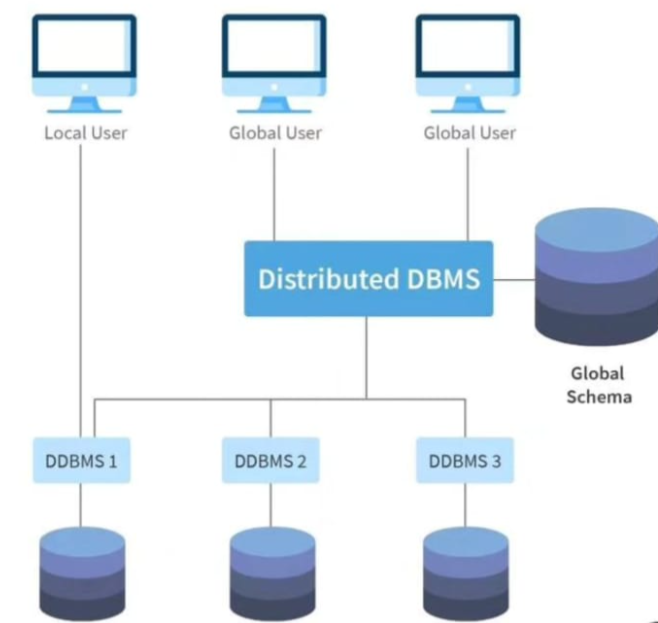 Local User
Global User
Global User
Distributed DBMS
Global
Schema
DDBMS 1
DDBMS 2
DDBMS 3